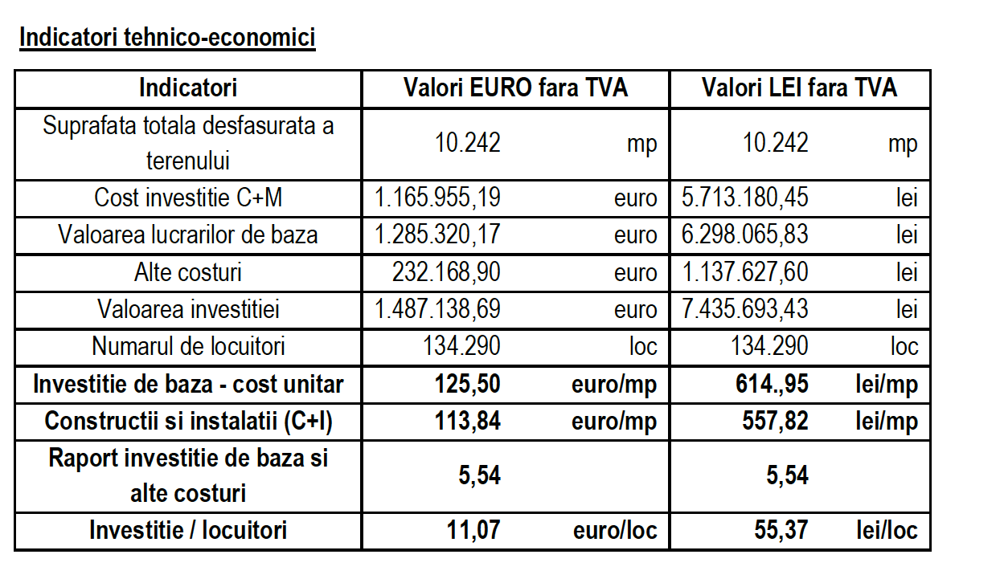 Indicatori tehnico-economici
Indicatori Valori EURO fara TVA Valori LEI fara TVA
Suprafata totala desfasurata a
terenului 10.242 mp 10.242 mp
Cost investitie C+M 1.165.955,19 euro 5.713.180,45 lei
Valoarea lucrarilor de baza 1.285.320,17 euro 6.298.065,83 lei
Alte costuri 232.168,90 euro 1.137.627,60 lei
Valoarea investitiei 1.487.138,69 euro 7.435.693,43 lei
Numarul de locuitori 134.290 loc 134.290 loc
Investitie de baza - cost unitar 125,50 euro/mp 614.,95 lei/mp
Constructii si instalatii (C+I) 113,84 euro/mp 557,82 lei/mp
Raport investitie de baza si
alte costuri 5,54 5,54
Investitie / locuitori 11,07 euro/loc 55,37 lei/loc